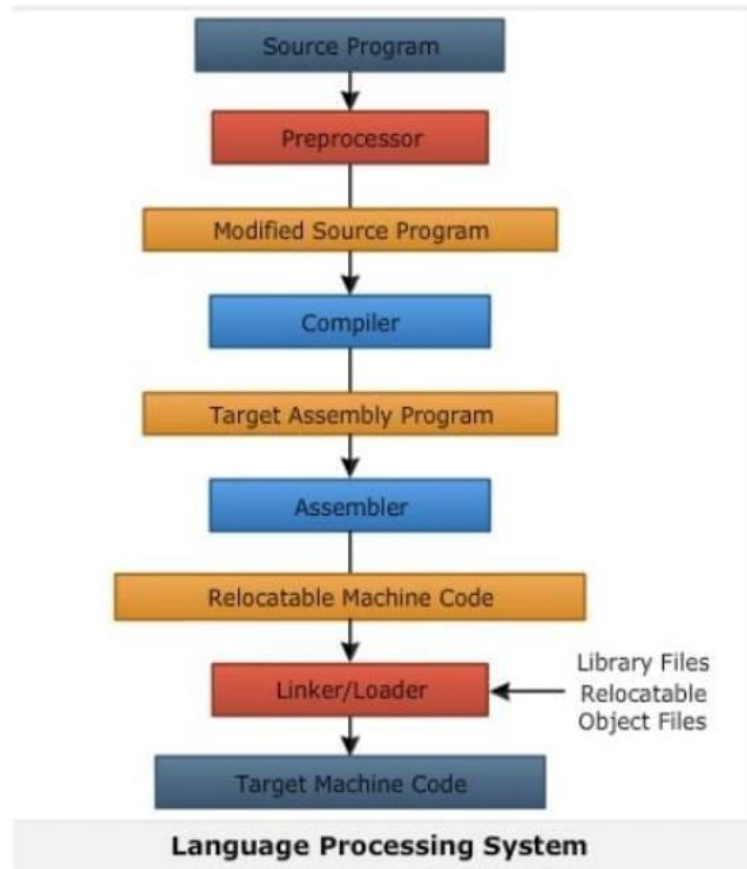 Source Program
Preprocessor
Modified Source Program
Compiler
Target Assembly Program
Assembler
Relocatable Machine Code
Linker/Loader
Library Files
Relocatable
Object Files
Target Machine Code
Language Processing System